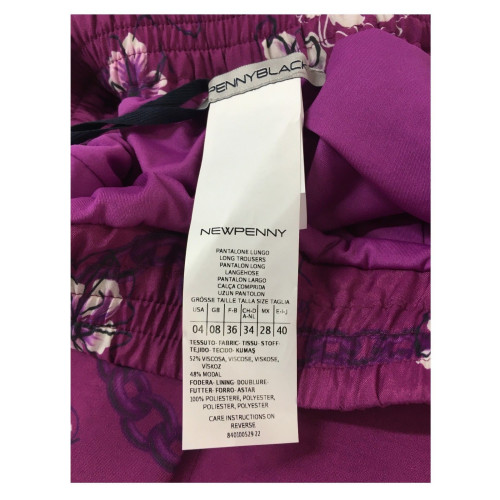 PENNYBLACK
NEWPENNY
PANTALONE LUNGO
LONG TROUSERS
PANTALON LONG
LANGEHOSE
PANTALON LARGO
CALÇA COMPRIDA
UZUN PANTOLON
GRÖSSE TAILLE TALLA SIZE TAGLIA
USA GB F-B CH-D A-NL MX E-I-J
04 08 36 34 28 40
TESSUTO-FABRIC-TISSU-STOFF-
TEJIDO-TECIDO-KUMAŞ
52% VISCOSA, VISCOSE, VISKOSE,
VİSKOZ
48% MODAL
FODERA-LINING-DOUBLURE-
FUTTER-FORRO-ASTAR
100% POLIESTERE, POLYESTER,
POLIESTER, POLYESTER
CARE INSTRUCTIONS ON
REVERSE
840100529 22